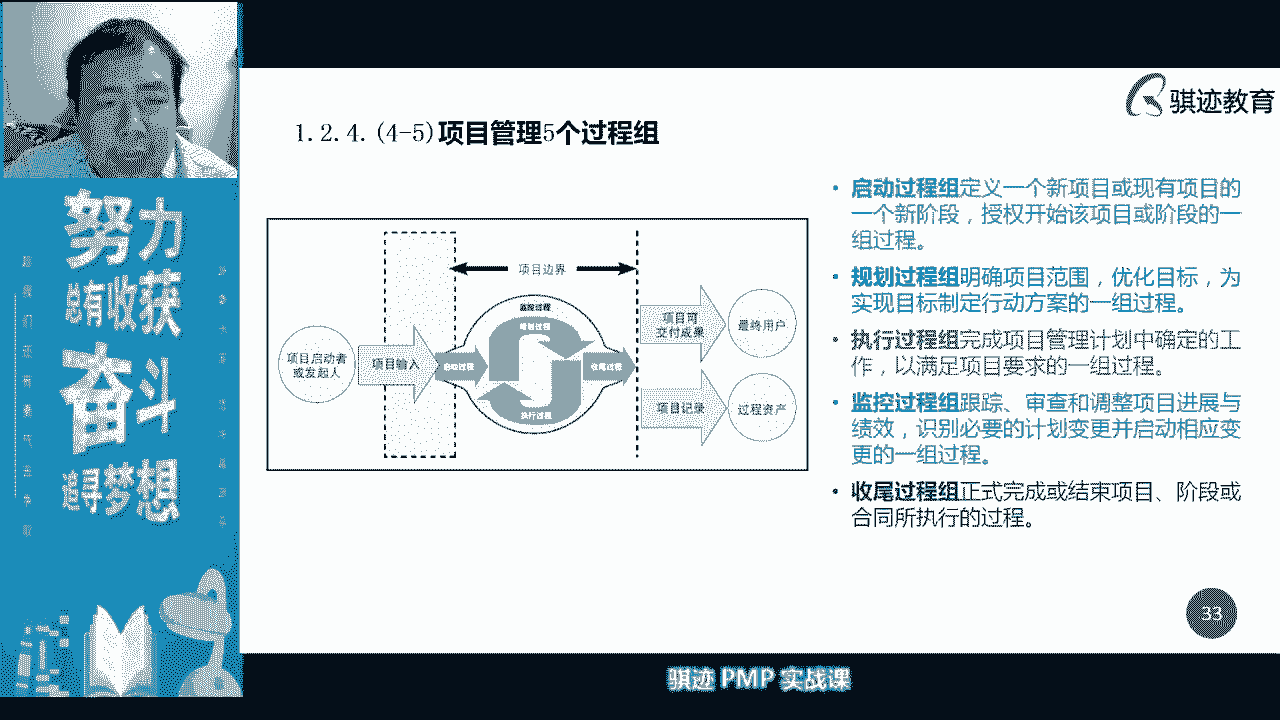 骐迹教育
1.2.4.(4-5)项目管理5个过程组
努力
总有收获
奋斗
追寻梦想
项目边界
项目启动者
或发起人
项目输入
启动过程
监控过程
规划过程
执行过程
收尾过程
项目可
交付成果
最终用户
项目记录
过程资产
• 启动过程组定义一个新项目或现有项目的
一个新阶段，授权开始该项目或阶段的一
组过程。
• 规划过程组明确项目范围，优化目标，为
实现目标制定行动方案的一组过程。
• 执行过程组完成项目管理计划中确定的工
作，以满足项目要求的一组过程。
• 监控过程组跟踪、审查和调整项目进展与
绩效，识别必要的计划变更并启动相应变
更的一组过程。
• 收尾过程组正式完成或结束项目、阶段或
合同所执行的过程。
33
骐迹 PMP 实战课